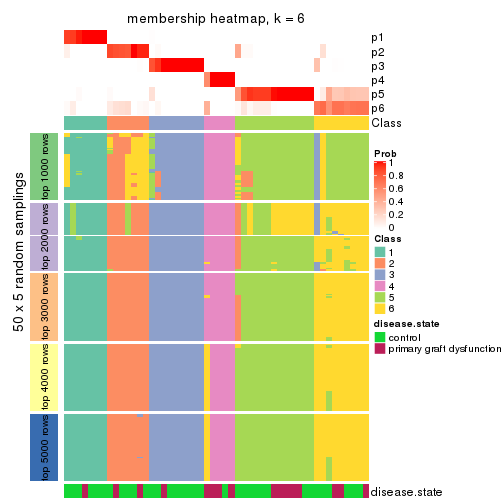 membership heatmap, k = 6
p1
p2
p3
p4
p5
p6
Class
50 x 5 random samplings
top 1000 rows
top 2000 rows
top 3000 rows
top 4000 rows
top 5000 rows
disease.state
Prob
1
0.8
0.6
0.4
0.2
0
Class
1
2
3
4
5
6
disease.state
control
primary graft dysfunction